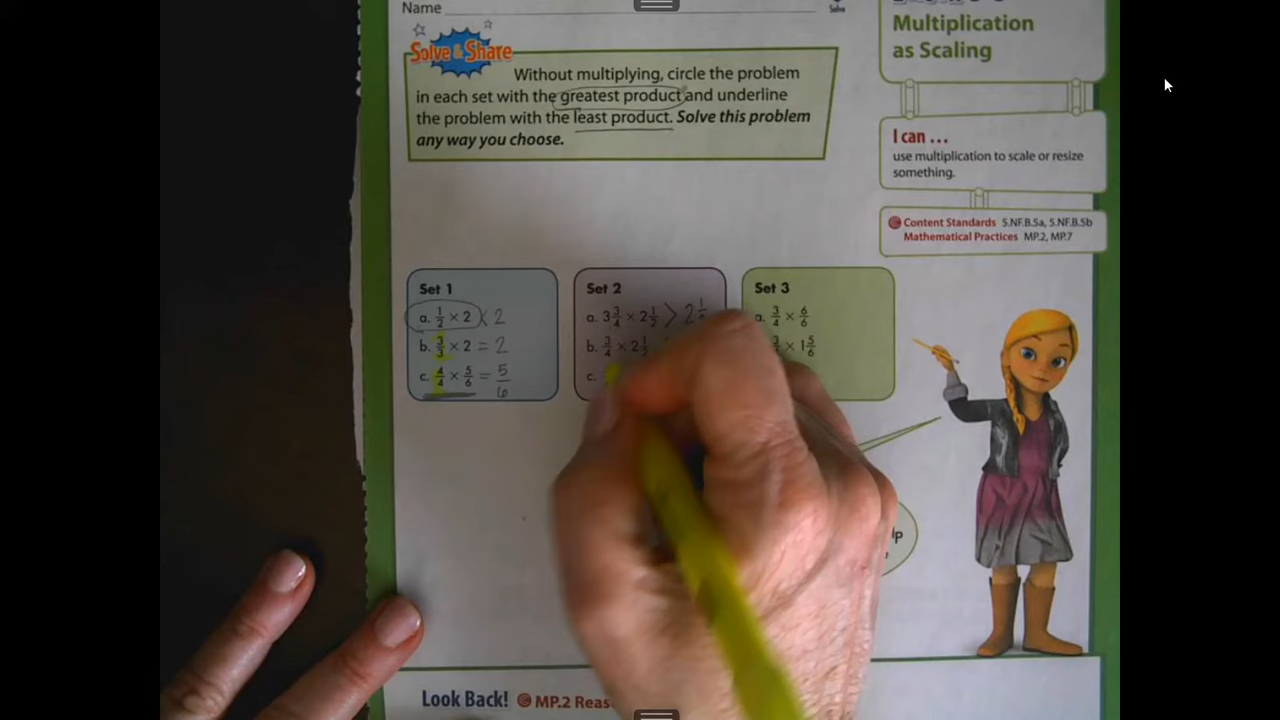 Name
Solve
Multiplication
as Scaling
Solve & Share
Without multiplying, circle the problem
in each set with the greatest product and underline
the problem with the least product. Solve this problem
any way you choose.
I can ...
use multiplication to scale or resize
something.
Content Standards 5.NF.B.5a, 5.NF.B.5b
Mathematical Practices MP.2, MP.7
Set 1
a. 1/2 × 2 < 2
b. 3/3 × 2 = 2
c. 4/4 × 5/6 = 5/6
Set 2
a. 3 3/4 × 2 1/2 > 2
b. 3/4 × 2 1/2
c.
Set 3
a. 3/4 × 6/6
× 1 5/6
Look Back! MP.2